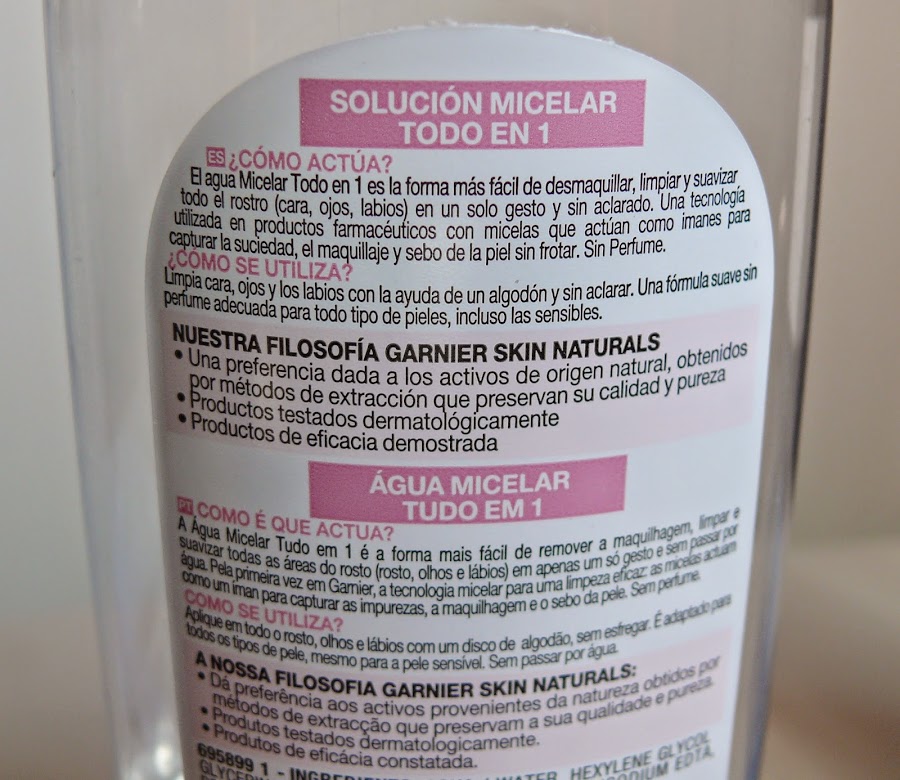 SOLUCIÓN MICELAR
TODO EN 1
ES ¿CÓMO ACTÚA?
El agua Micelar Todo en 1 es la forma más fácil de desmaquillar, limpiar y suavizar
todo el rostro (cara, ojos, labios) en un solo gesto y sin aclarado. Una tecnología
utilizada en productos farmacéuticos con micelas que actúan como imanes para
capturar la suciedad, el maquillaje y sebo de la piel sin frotar. Sin Perfume.
¿CÓMO SE UTILIZA?
Limpia cara, ojos y los labios con la ayuda de un algodón y sin aclarar. Una fórmula suave sin
perfume adecuada para todo tipo de pieles, incluso las sensibles.
NUESTRA FILOSOFÍA GARNIER SKIN NATURALS
• Una preferencia dada a los activos de origen natural, obtenidos
por métodos de extracción que preservan su calidad y pureza
• Productos testados dermatológicamente
• Productos de eficacia demostrada
ÁGUA MICELAR
TUDO EM 1
PT COMO É QUE ACTUA?
A Água Micelar Tudo em 1 é a forma mais fácil de remover a maquilhagem, limpar e
suavizar todas as áreas do rosto (rosto, olhos e lábios) em apenas um só gesto e sem passar por
água. Pela primeira vez em Garnier, a tecnologia micelar para uma limpeza eficaz: as micelas actuam
como um íman para capturar as impurezas, a maquilhagem e o sebo da pele. Sem perfume.
COMO SE UTILIZA?
Aplique em todo o rosto, olhos e lábios com um disco de algodão, sem esfregar. É adaptado para
todos os tipos de pele, mesmo para a pele sensível. Sem passar por água.
A NOSSA FILOSOFIA GARNIER SKIN NATURALS:
• Dá preferência aos activos provenientes da natureza obtidos por
métodos de extracção que preservam a sua qualidade e pureza.
• Produtos testados dermatologicamente.
• Produtos de eficácia constatada.
695899 1 - WATER, HEXYLENE GLYCOL
EDTA,